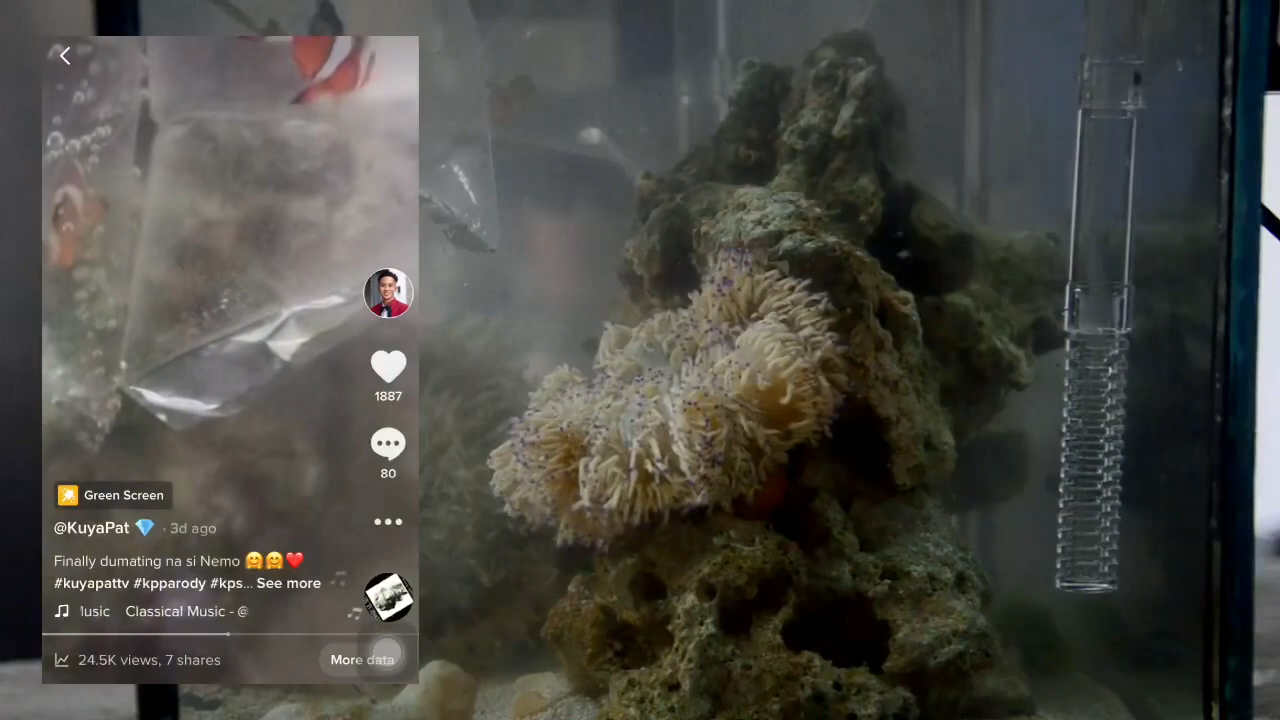 1887
80
Green Screen
@KuyaPat 💎 · 3d ago
Finally dumating na si Nemo 🤗🤗❤️
#kuyapattv #kpparody #kps... See more
Classical Music - @
24.5K views, 7 shares
More data